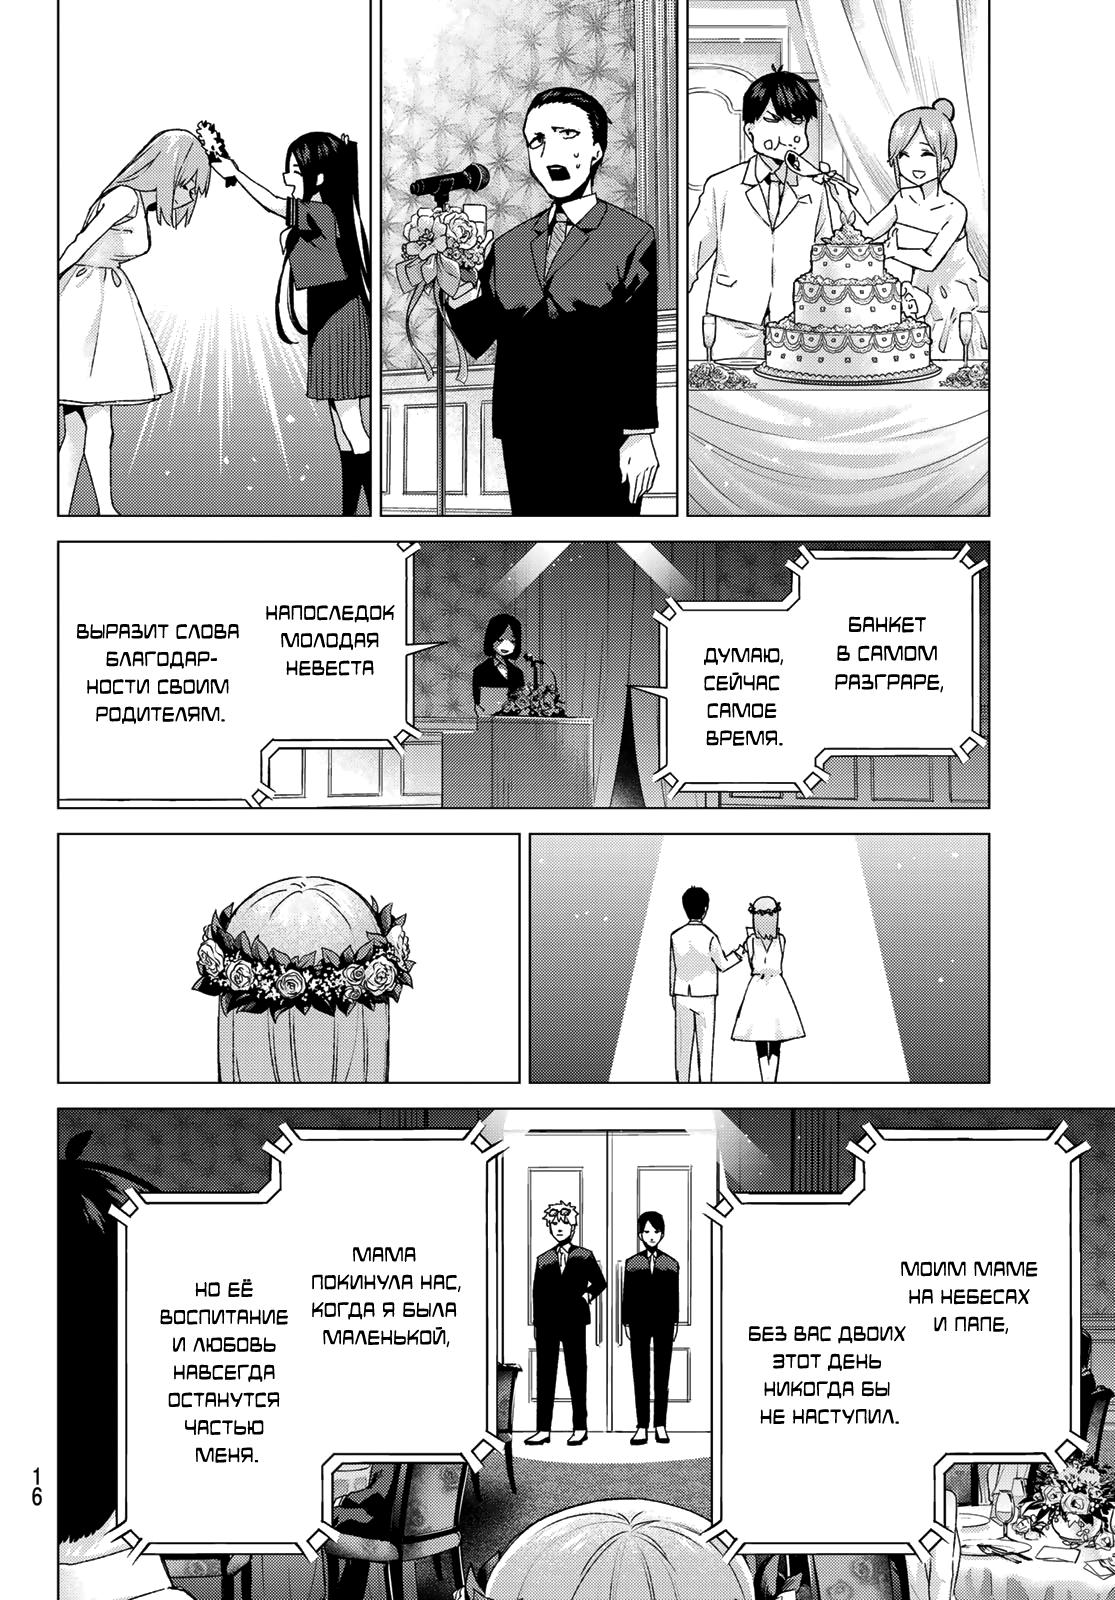 БАНКЕТ
В САМОМ
РАЗГРАРЕ,
ДУМАЮ,
СЕЙЧАС
САМОЕ
ВРЕМЯ.
НАПОСЛЕДОК
МОЛОДАЯ
НЕВЕСТА
ВЫРАЗИТ СЛОВА
БЛАГОДАР-
НОСТИ СВОИМ
РОДИТЕЛЯМ.
МОИМ МАМЕ
НА НЕБЕСАХ
И ПАПЕ,
БЕЗ ВАС ДВОИХ
ЭТОТ ДЕНЬ
НИКОГДА БЫ
НЕ НАСТУПИЛ.
МАМА
ПОКИНУЛА НАС,
КОГДА Я БЫЛА
МАЛЕНЬКОЙ,
НО ЕЁ
ВОСПИТАНИЕ
И ЛЮБОВЬ
НАВСЕГДА
ОСТАНУТСЯ
ЧАСТЬЮ
МЕНЯ.
16